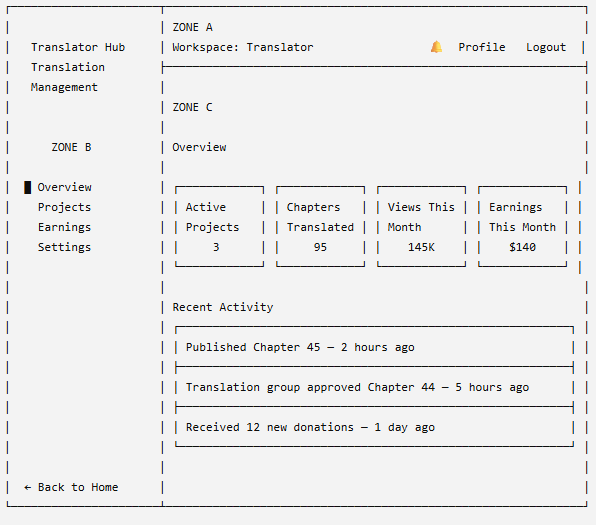 ZONE A
Translator Hub
Workspace: Translator 🔔 Profile Logout
Translation
Management
ZONE C
ZONE B
Overview
Overview
Projects
Earnings
Settings
Active Projects 3
Chapters Translated 95
Views This Month 145K
Earnings This Month $140
Recent Activity
Published Chapter 45 — 2 hours ago
Translation group approved Chapter 44 — 5 hours ago
Received 12 new donations — 1 day ago
← Back to Home